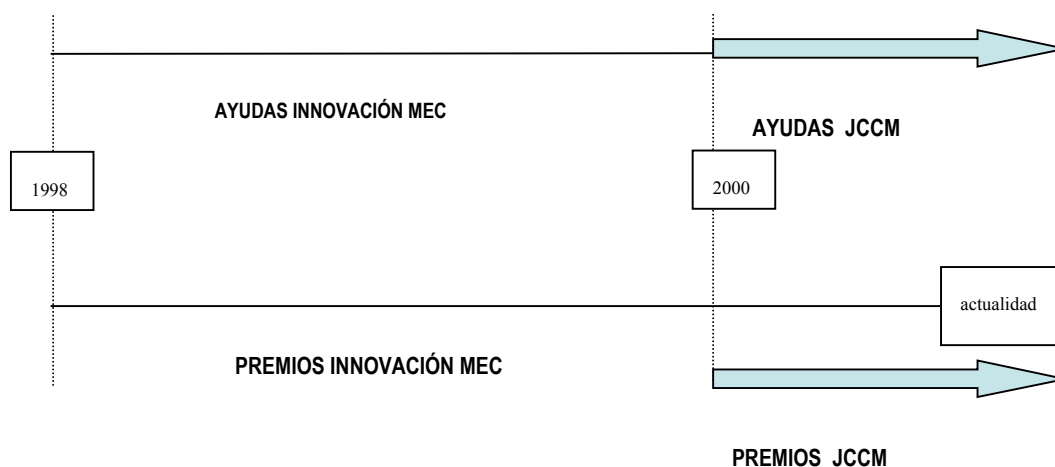 AYUDAS INNOVACIÓN MEC
AYUDAS JCCM
1998
2000
actualidad
PREMIOS INNOVACIÓN MEC
PREMIOS JCCM